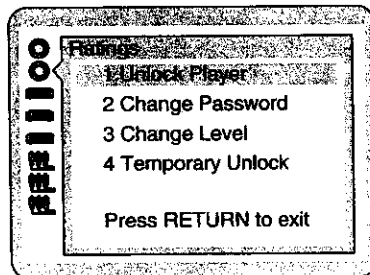 Ratings
1 Unlock Player
2 Change Password
3 Change Level
4 Temporary Unlock
Press RETURN to exit